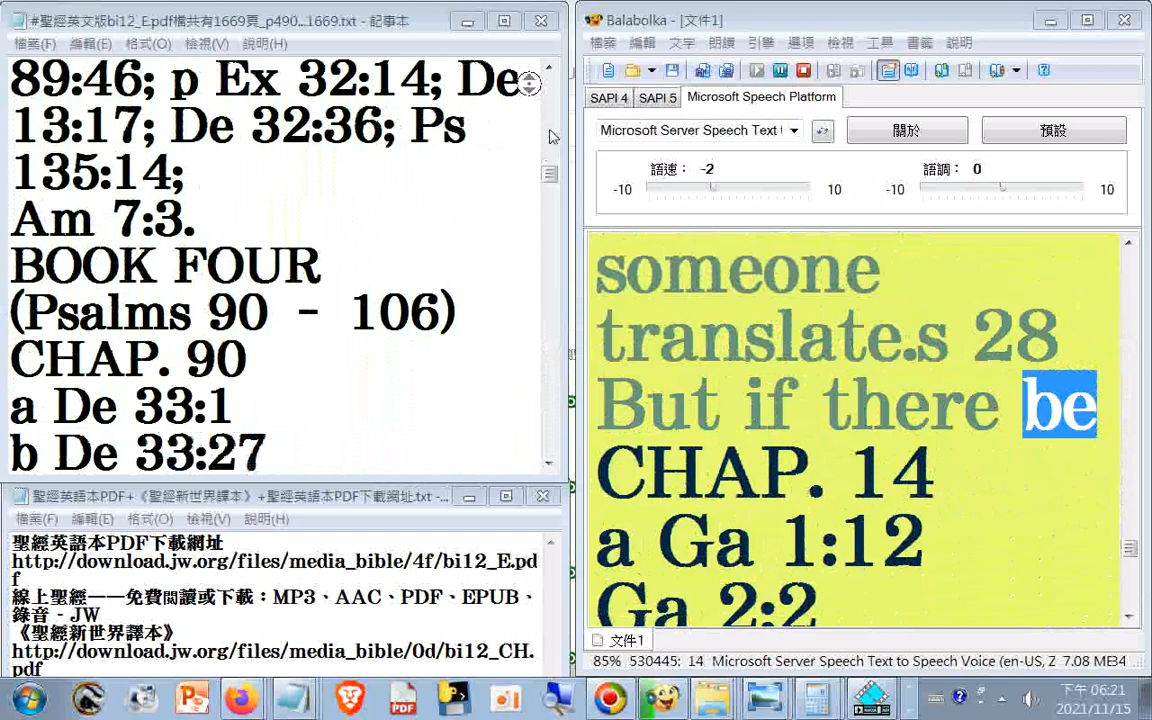 #聖經英文版bi12_E.pdf檔共有1669頁_p490...1669.txt - 記事本
檔案(F) 編輯(E) 格式(O) 檢視(V) 說明(H)
89:46; p Ex 32:14; De
13:17; De 32:36; Ps
135:14;
Am 7:3.
BOOK FOUR
(Psalms 90 - 106)
CHAP. 90
a De 33:1
b De 33:27
聖經英語本PDF+《聖經新世界譯本》+聖經英語本PDF下載網址.txt -...
檔案(F) 編輯(E) 格式(O) 檢視(V) 說明(H)
聖經英語本PDF下載網址
http://download.jw.org/files/media_bible/4f/bi12_E.pd
f
線上聖經——免費閱讀或下載：MP3、AAC、PDF、EPUB、
錄音 - JW
《聖經新世界譯本》
http://download.jw.org/files/media_bible/0d/bi12_CH.
pdf
Balabolka - [文件1]
檔案 編輯 文字 朗讀 引擎 選項 檢視 工具 書籤 說明
SAPI 4 SAPI 5 Microsoft Speech Platform
Microsoft Server Speech Text 關於 預設
語速： -2 語調： 0
-10 10 -10 10
someone
translate.s 28
But if there be
CHAP. 14
a Ga 1:12
Ga 2:2
文件1
85% 530445: 14 Microsoft Server Speech Text to Speech Voice (en-US, Z 7.08 MB34
PDF
下午 06:21
2021/11/15